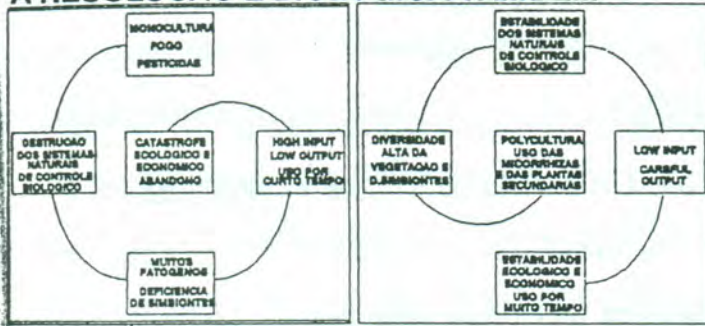 MONOCULTURA
FOGO
PESTICIDAS
DESTRUCAO
DOS SISTEMAS
NATURAIS
DE CONTROLE
BIOLOGICO
CATASTROFE
ECOLOGICO E
ECONOMICO
ABANDONO
HIGH INPUT
LOW OUTPUT
USO POR
CURTO TEMPO
MUITOS
PATOGENOS
DEFICIENCIA
DE SIMBIONTES
ESTABILIDADE
DOS SISTEMAS
NATURAIS
DE CONTROLE
BIOLOGICO
DIVERSIDADE
ALTA DA
VEGETACAO E
D.SIMBIONTES
POLYCULTURA
USO DAS
MICORRHIZAS
E DAS PLANTAS
SECUNDÁRIAS
LOW INPUT
CAREFUL
OUTPUT
ESTABILIDADE
ECOLOGICO E
ECONOMICO
USO POR
MUITO TEMPO